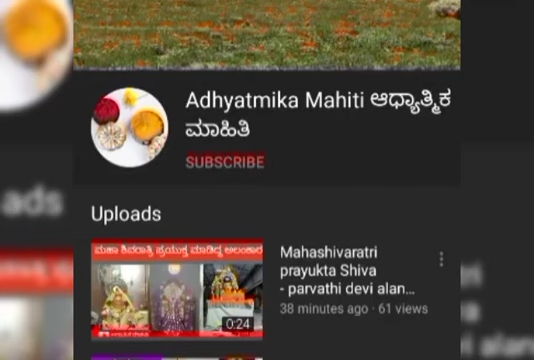 Adhyatmika Mahiti ಆಧ್ಯಾತ್ಮಿಕ
ಮಾಹಿತಿ
SUBSCRIBE
Uploads
ಮಹಾ ಶಿವರಾತ್ರಿ ಪ್ರಯುಕ್ತ ಮಾಡಿದ್ದ ಅಲಂಕಾರ
0:24
Mahashivaratri
prayukta Shiva
- parvathi devi alan...
38 minutes ago · 61 views